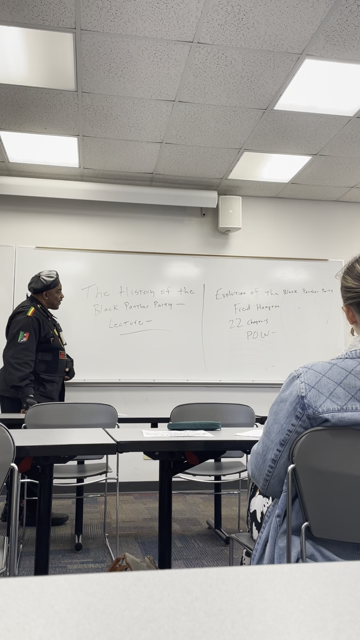 The History of the
Black Panther Party —
Lecture —
Evolution of the Black Panther Party
Fred Hampton
22 chapters
POW -